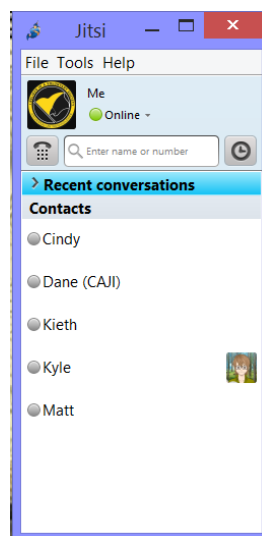 Jitsi
File Tools Help
Me
Online
Enter name or number
Recent conversations
Contacts
Cindy
Dane (CAJI)
Kieth
Kyle
Matt